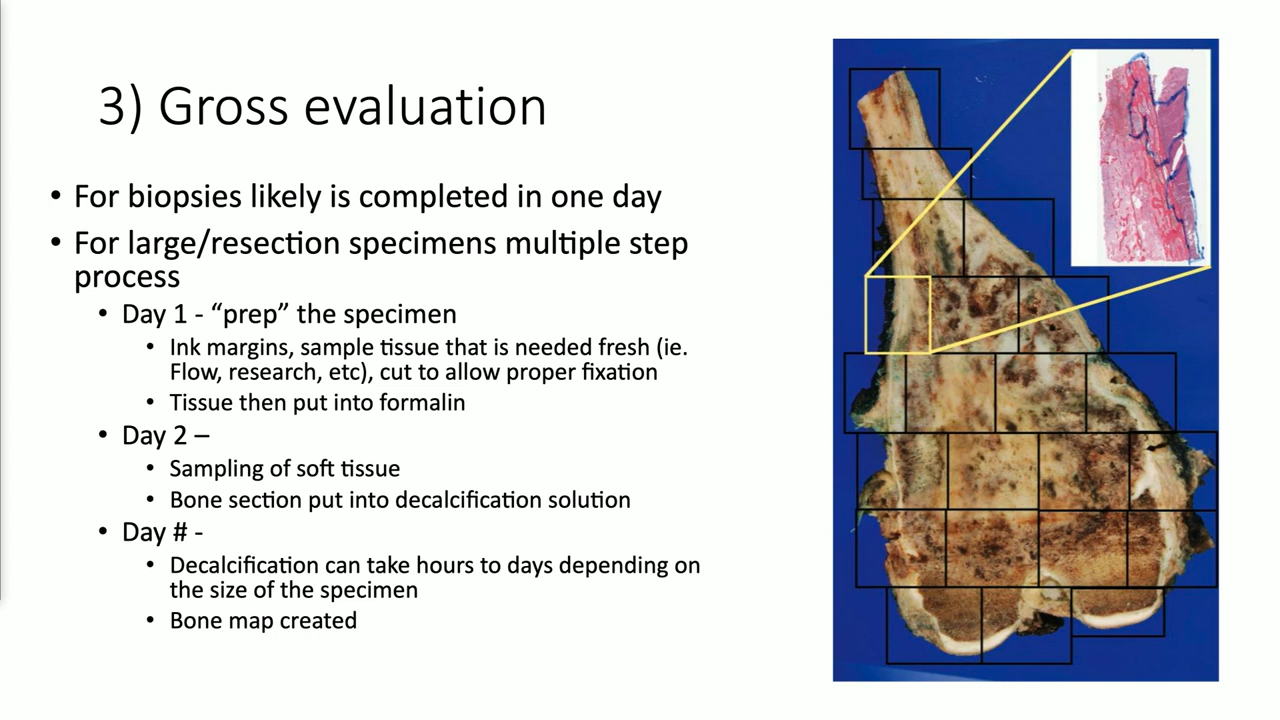 3) Gross evaluation
• For biopsies likely is completed in one day
• For large/resection specimens multiple step
process
• Day 1 - “prep” the specimen
• Ink margins, sample tissue that is needed fresh (ie.
Flow, research, etc), cut to allow proper fixation
• Tissue then put into formalin
• Day 2 –
• Sampling of soft tissue
• Bone section put into decalcification solution
• Day # -
• Decalcification can take hours to days depending on
the size of the specimen
• Bone map created